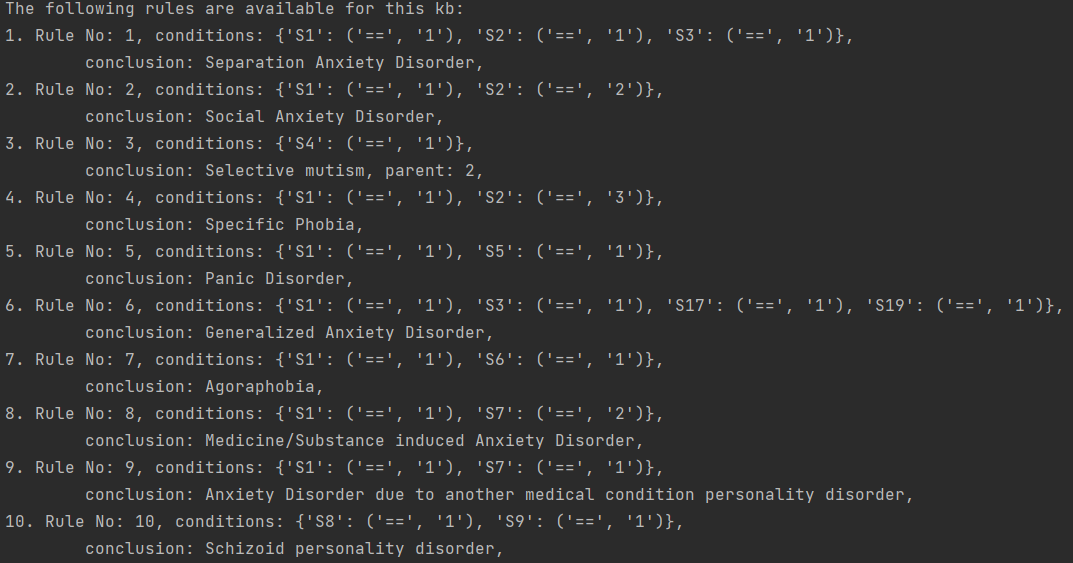 The following rules are available for this kb:
1. Rule No: 1, conditions: {'S1': ('==', '1'), 'S2': ('==', '1'), 'S3': ('==', '1')},
        conclusion: Separation Anxiety Disorder,
2. Rule No: 2, conditions: {'S1': ('==', '1'), 'S2': ('==', '2')},
        conclusion: Social Anxiety Disorder,
3. Rule No: 3, conditions: {'S4': ('==', '1')},
        conclusion: Selective mutism, parent: 2,
4. Rule No: 4, conditions: {'S1': ('==', '1'), 'S2': ('==', '3')},
        conclusion: Specific Phobia,
5. Rule No: 5, conditions: {'S1': ('==', '1'), 'S5': ('==', '1')},
        conclusion: Panic Disorder,
6. Rule No: 6, conditions: {'S1': ('==', '1'), 'S3': ('==', '1'), 'S17': ('==', '1'), 'S19': ('==', '1')},
        conclusion: Generalized Anxiety Disorder,
7. Rule No: 7, conditions: {'S1': ('==', '1'), 'S6': ('==', '1')},
        conclusion: Agoraphobia,
8. Rule No: 8, conditions: {'S1': ('==', '1'), 'S7': ('==', '2')},
        conclusion: Medicine/Substance induced Anxiety Disorder,
9. Rule No: 9, conditions: {'S1': ('==', '1'), 'S7': ('==', '1')},
        conclusion: Anxiety Disorder due to another medical condition personality disorder,
10. Rule No: 10, conditions: {'S8': ('==', '1'), 'S9': ('==', '1')},
        conclusion: Schizoid personality disorder,